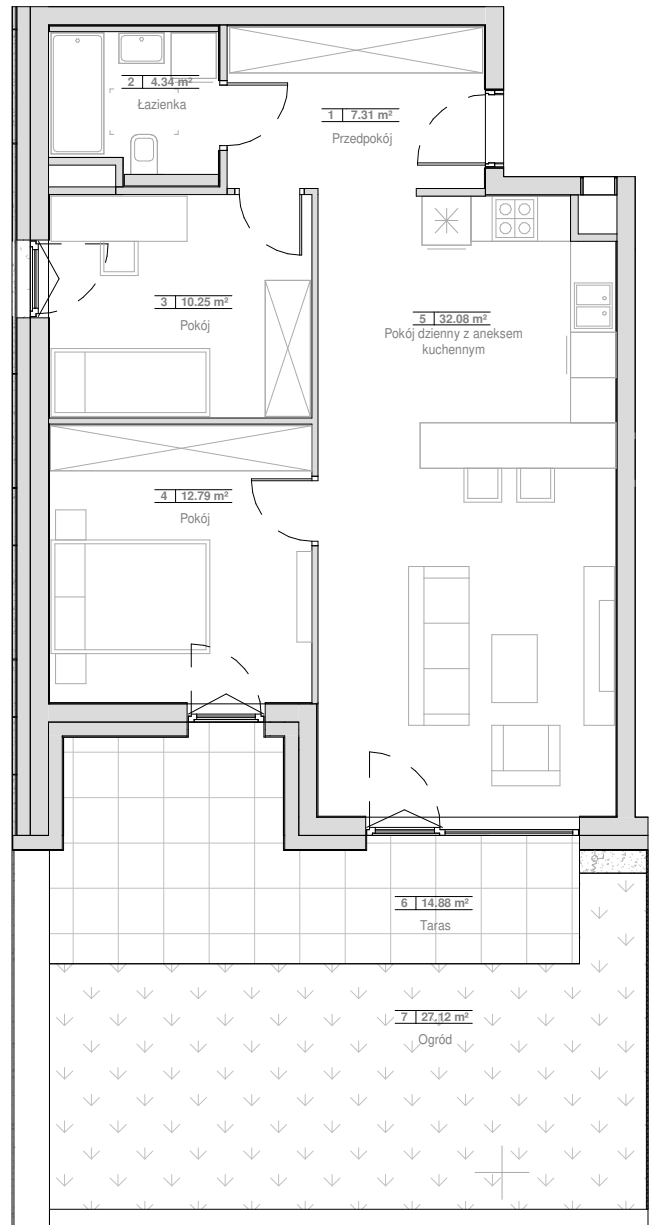 2 4.34 m²
Łazienka
1 7.31 m²
Przedpokój
3 10.25 m²
Pokój
5 32.08 m²
Pokój dzienny z aneksem
kuchennym
4 12.79 m²
Pokój
6 14.88 m²
Taras
7 27.12 m²
Ogród